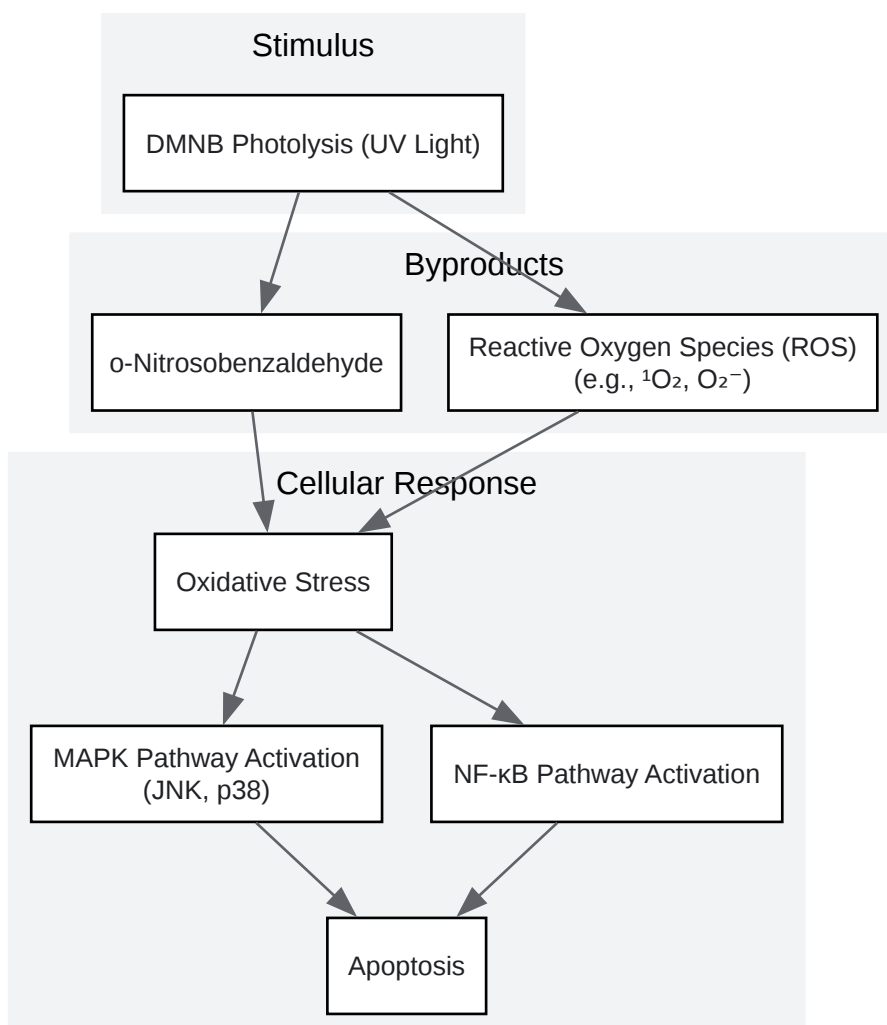 Stimulus
DMNB Photolysis (UV Light)
Byproducts
o-Nitrosobenzaldehyde
Reactive Oxygen Species (ROS)
(e.g., ¹O₂, O₂⁻)
Cellular Response
Oxidative Stress
MAPK Pathway Activation
(JNK, p38)
NF-κB Pathway Activation
Apoptosis